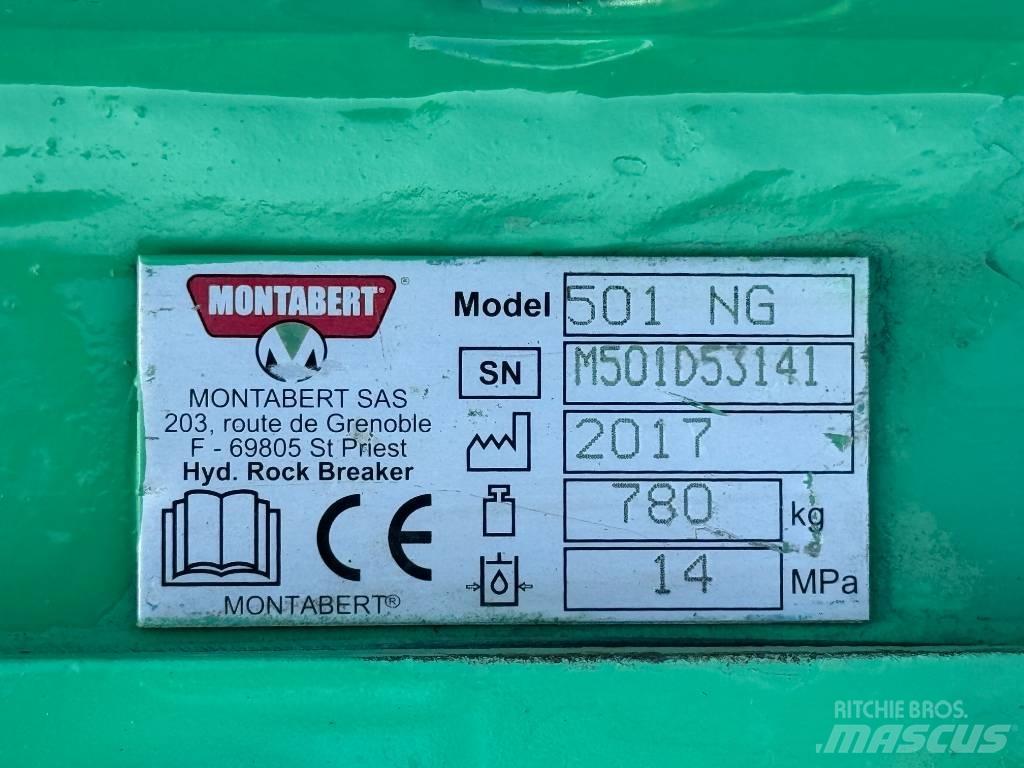 MONTABERT®
MONTABERT SAS
203, route de Grenoble
F - 69805 St Priest
Hyd. Rock Breaker
CE
MONTABERT®
Model 501 NG
SN M501D53141
2017
780 kg
14 MPa
RITCHIE BROS.
MASCUS